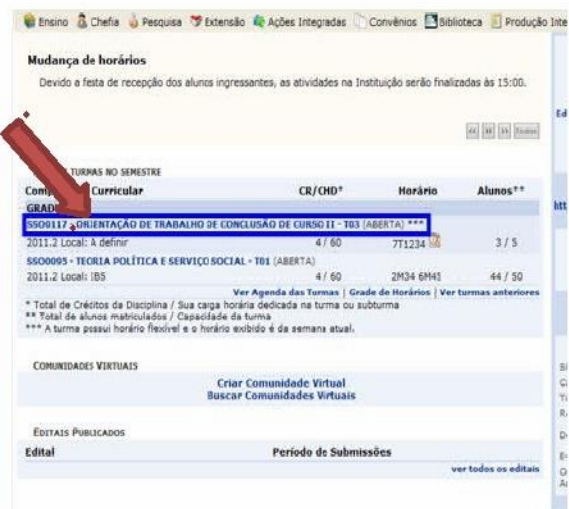 Ensino Chefia Pesquisa Extensão Ações Integradas Convênios Biblioteca Produção Inte
Mudança de horários
Devido a festa de recepção dos alunos ingressantes, as atividades na Instituição serão finalizadas às 15:00.
Ed
TURMAS NO SEMESTRE
Curricular CR/CHD* Horário Alunos**
htt
GRAD
SSO0117 - ORIENTAÇÃO DE TRABALHO DE CONCLUSÃO DE CURSO II - T03 (ABERTA) ***
2011.2 Local: A definir 4 / 60 7T1234 3 / 5
SSO0095 - TEORIA POLÍTICA E SERVIÇO SOCIAL - T01 (ABERTA)
2011.2 Local: IB5 4 / 60 2M34 6M45 44 / 50
Ver Agenda das Turmas | Grade de Horários | Ver turmas anteriores
* Total de Créditos da Disciplina / Sua carga horária dedicada na turma ou subturma
** Total de alunos matriculados / Capacidade da turma
*** A turma possui horário flexível e o horário exibido é da semana atual.
COMUNIDADES VIRTUAIS
Criar Comunidade Virtual
Buscar Comunidades Virtuais
EDITAIS PUBLICADOS
Edital Período de Submissões
ver todos os editais